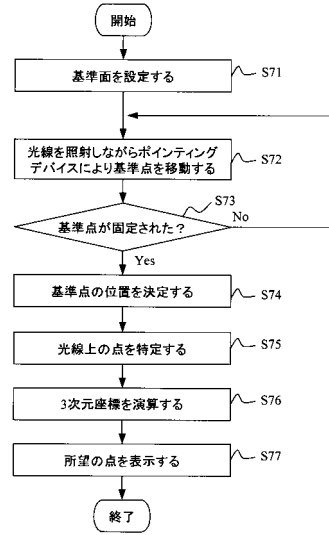 開始
基準面を設定する
S71
光線を照射しながらポインティング
デバイスにより基準点を移動する
S72
S73
基準点が固定された?
No
Yes
基準点の位置を決定する
S74
光線上の点を特定する
S75
3次元座標を演算する
S76
所望の点を表示する
S77
終了